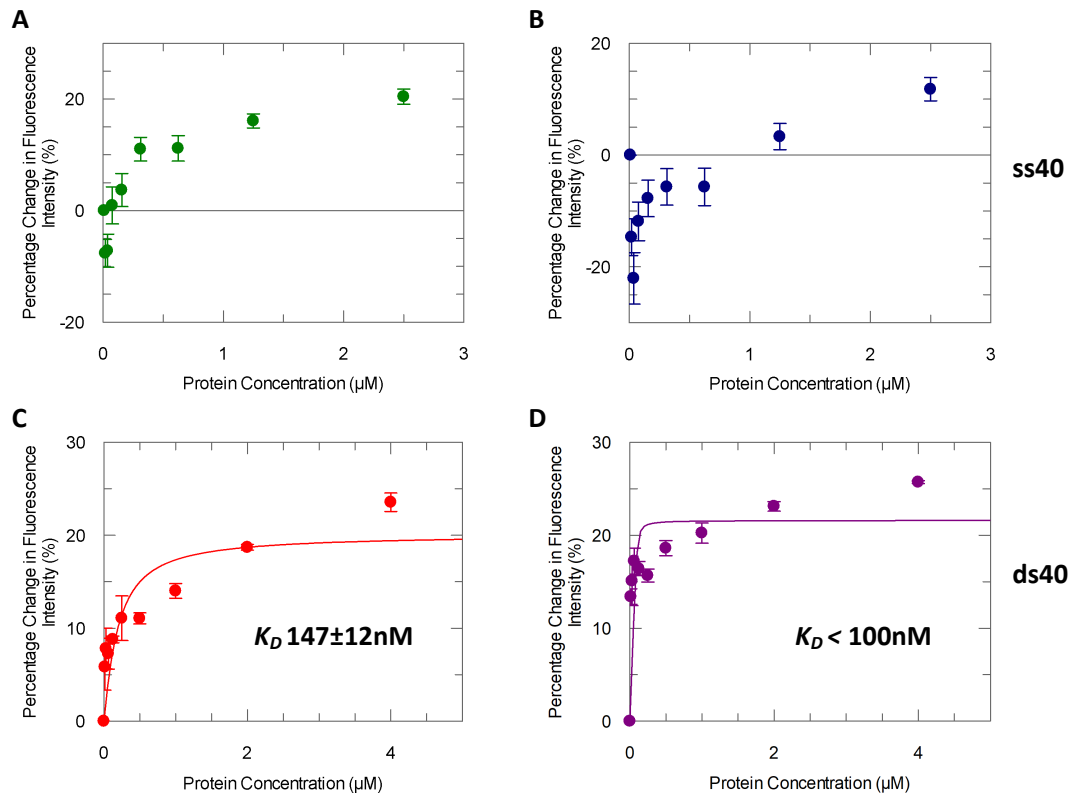 A
B
Percentage Change in Fluorescence
Intensity (%)
20
0
-20
0
1
2
3
Protein Concentration (µM)
Percentage Change in Fluorescence
Intensity (%)
20
0
-20
0
1
2
3
Protein Concentration (µM)
ss40
C
D
Percentage Change in Fluorescence
Intensity (%)
30
20
10
0
0
2
4
Protein Concentration (µM)
K_D 147±12nM
Percentage Change in Fluorescence
Intensity (%)
30
20
10
0
0
2
4
Protein Concentration (µM)
K_D < 100nM
ds40